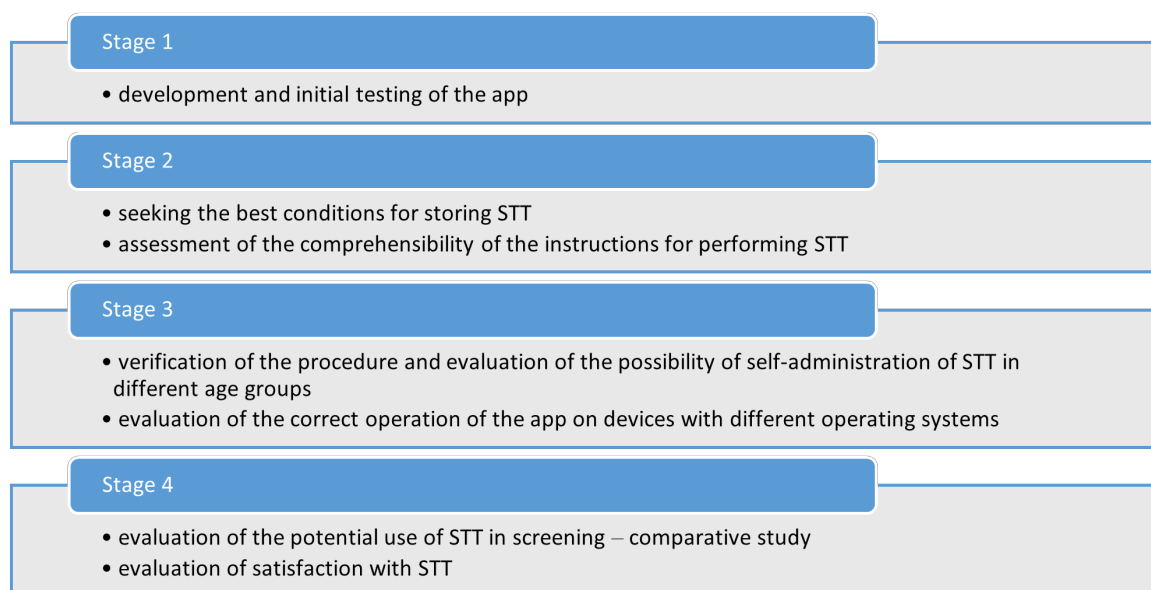 Stage 1
• development and initial testing of the app
Stage 2
• seeking the best conditions for storing STT
• assessment of the comprehensibility of the instructions for performing STT
Stage 3
• verification of the procedure and evaluation of the possibility of self-administration of STT in
different age groups
• evaluation of the correct operation of the app on devices with different operating systems
Stage 4
• evaluation of the potential use of STT in screening – comparative study
• evaluation of satisfaction with STT